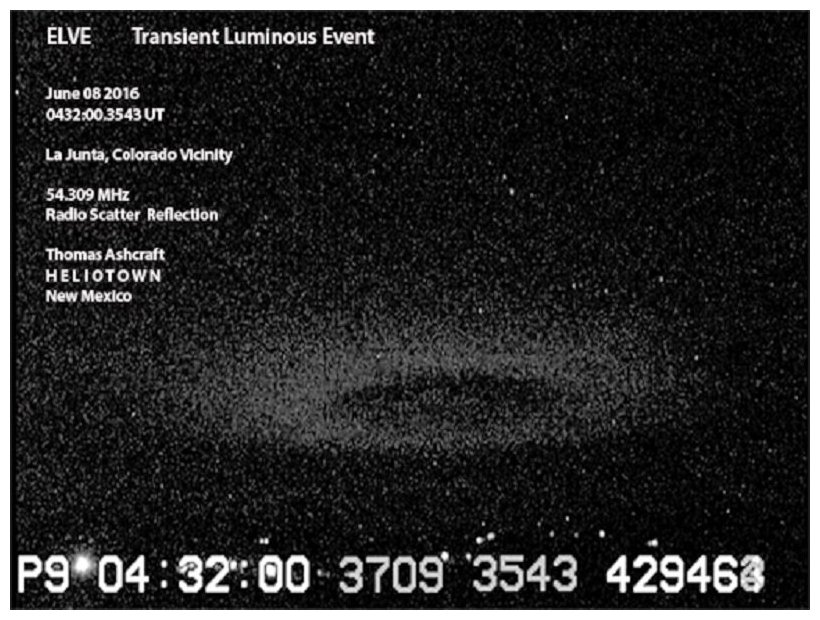 ELVE Transient Luminous Event
June 08 2016
0432:00.3543 UT
La Junta, Colorado Vicinity
54.309 MHz
Radio Scatter Reflection
Thomas Ashcraft
HELIOTOWN
New Mexico
P9 04:32:00 3709 3543